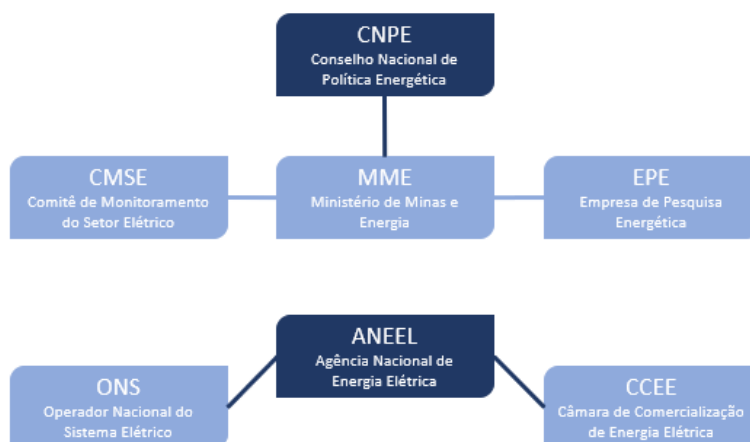 CNPE
Conselho Nacional de
Política Energética
CMSE
Comitê de Monitoramento
do Setor Elétrico
MME
Ministério de Minas e
Energia
EPE
Empresa de Pesquisa
Energética
ANEEL
Agência Nacional de
Energia Elétrica
ONS
Operador Nacional do
Sistema Elétrico
CCEE
Câmara de Comercialização
de Energia Elétrica